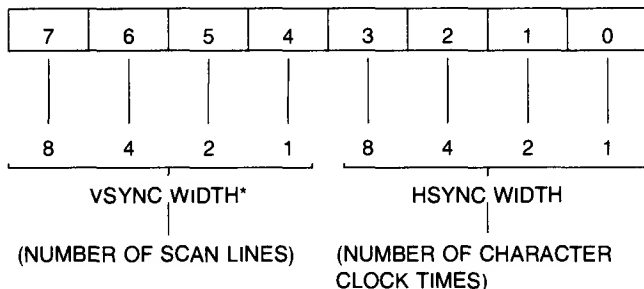 7 6 5 4 3 2 1 0
8 4 2 1 8 4 2 1
VSYNC WIDTH* HSYNC WIDTH
(NUMBER OF SCAN LINES) (NUMBER OF CHARACTER
CLOCK TIMES)